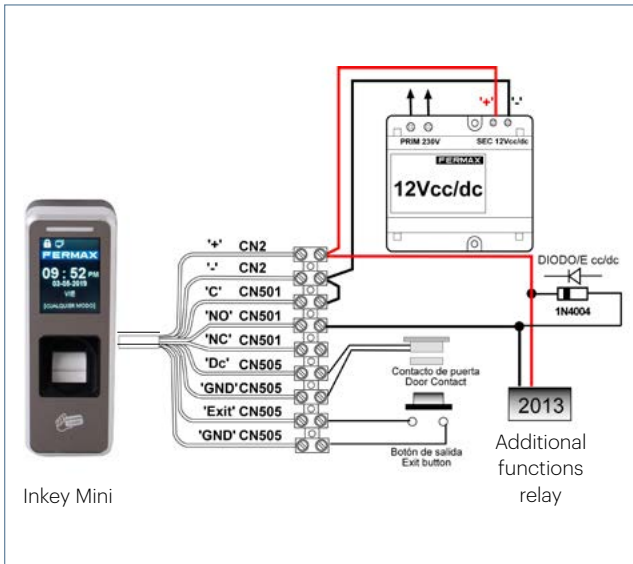 '+' '-'
PRIM 230V SEC 12Vcc/dc
FERMAX
12Vcc/dc
FERMAX
09 : 52 PM
03-05-2019
VIE
[CUALQUIER MODO]
'+' CN2
'-' CN2
'C' CN501
'NO' CN501
'NC' CN501
'Dc' CN505
'GND' CN505
'Exit' CN505
'GND' CN505
DIODO/E cc/dc
1N4004
Contacto de puerta
Door Contact
Botón de salida
Exit button
2013
Additional
functions
relay
Inkey Mini